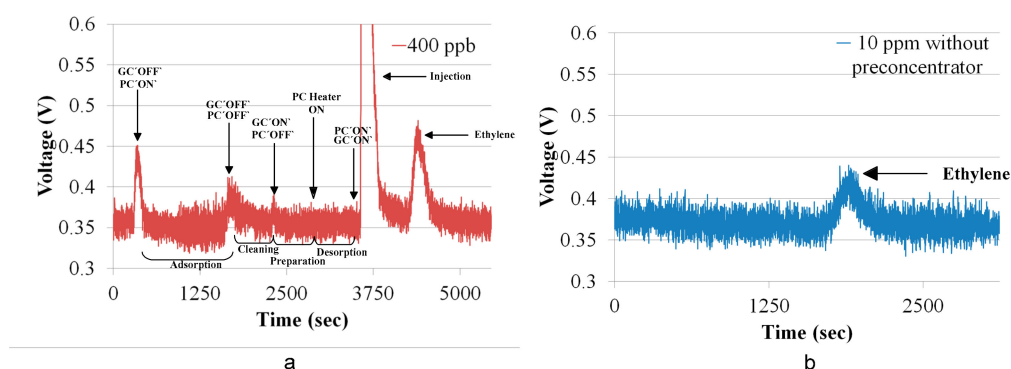 0.6
0.55
0.5
0.45
0.4
0.35
0.3
Voltage (V)
400 ppb
GC´OFF`
PC´ON`
GC´OFF`
PC´OFF`
GC´ON`
PC´OFF`
PC Heater
ON
PC´ON`
GC´ON`
Injection
Ethylene
Adsorption
Cleaning
Preparation
Desorption
0
1250
2500
3750
5000
Time (sec)
a
0.6
0.55
0.5
0.45
0.4
0.35
0.3
Voltage (V)
10 ppm without
preconcentrator
Ethylene
0
1250
2500
Time (sec)
b